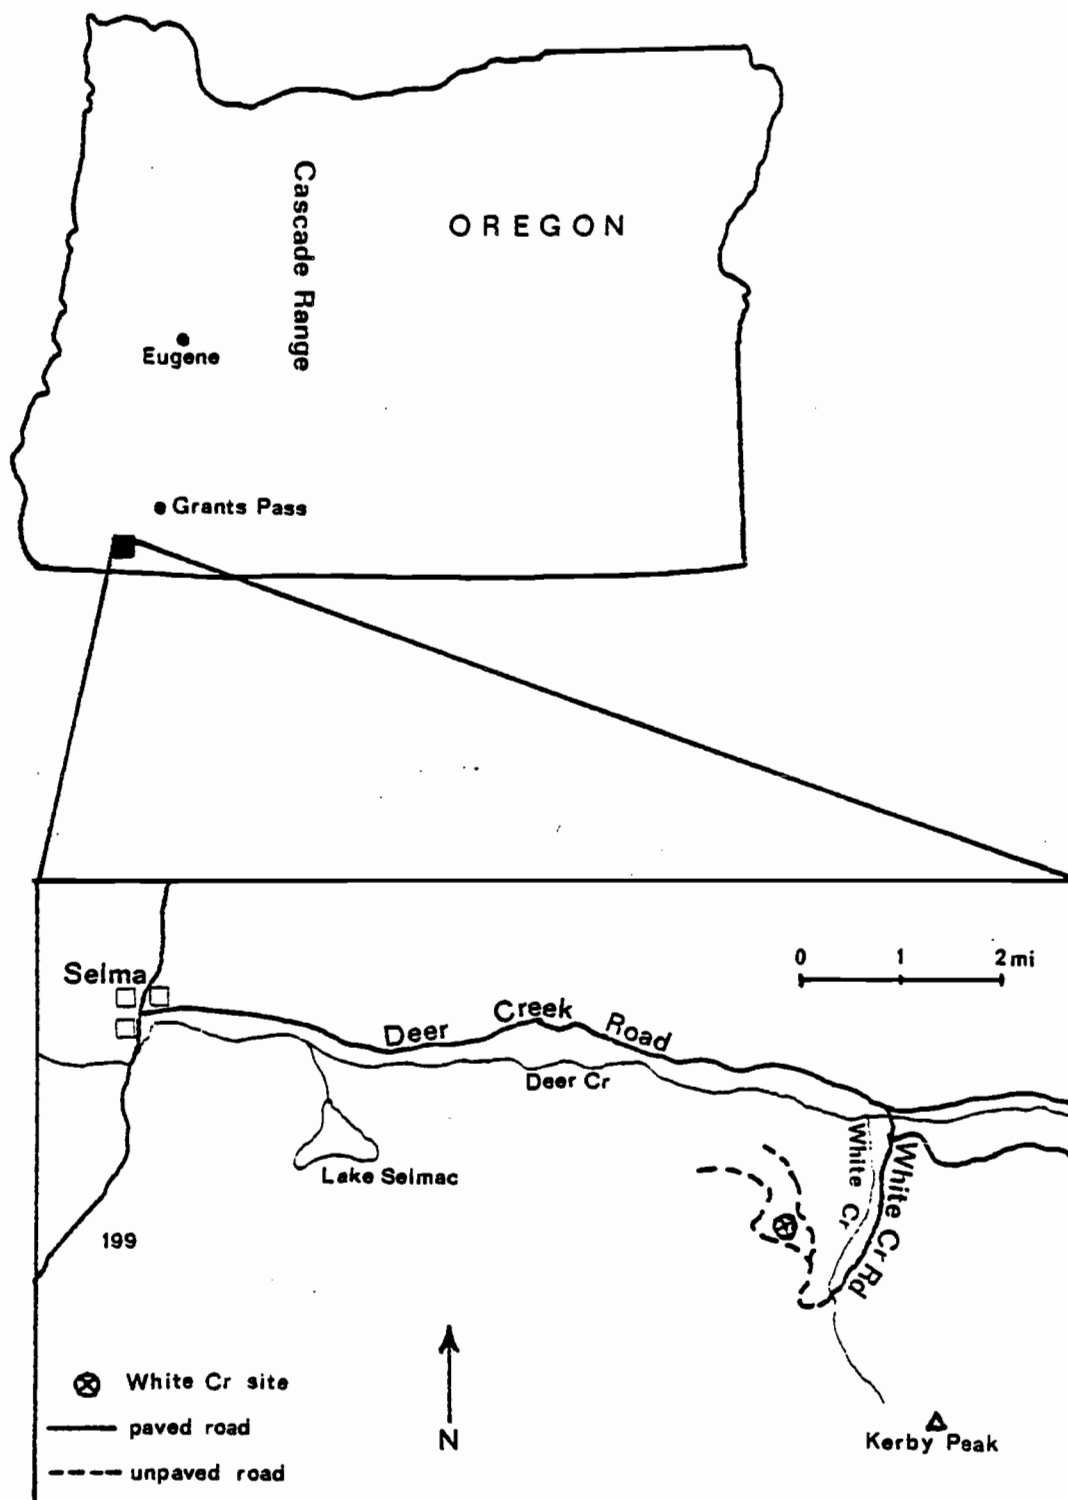 Cascade Range
OREGON
Eugene
Grants Pass
Selma
0 1 2 mi
Deer Creek Road
Deer Cr
White Cr
White Cr Rd
Lake Selmac
199
White Cr site
paved road
N
Kerby Peak
unpaved road